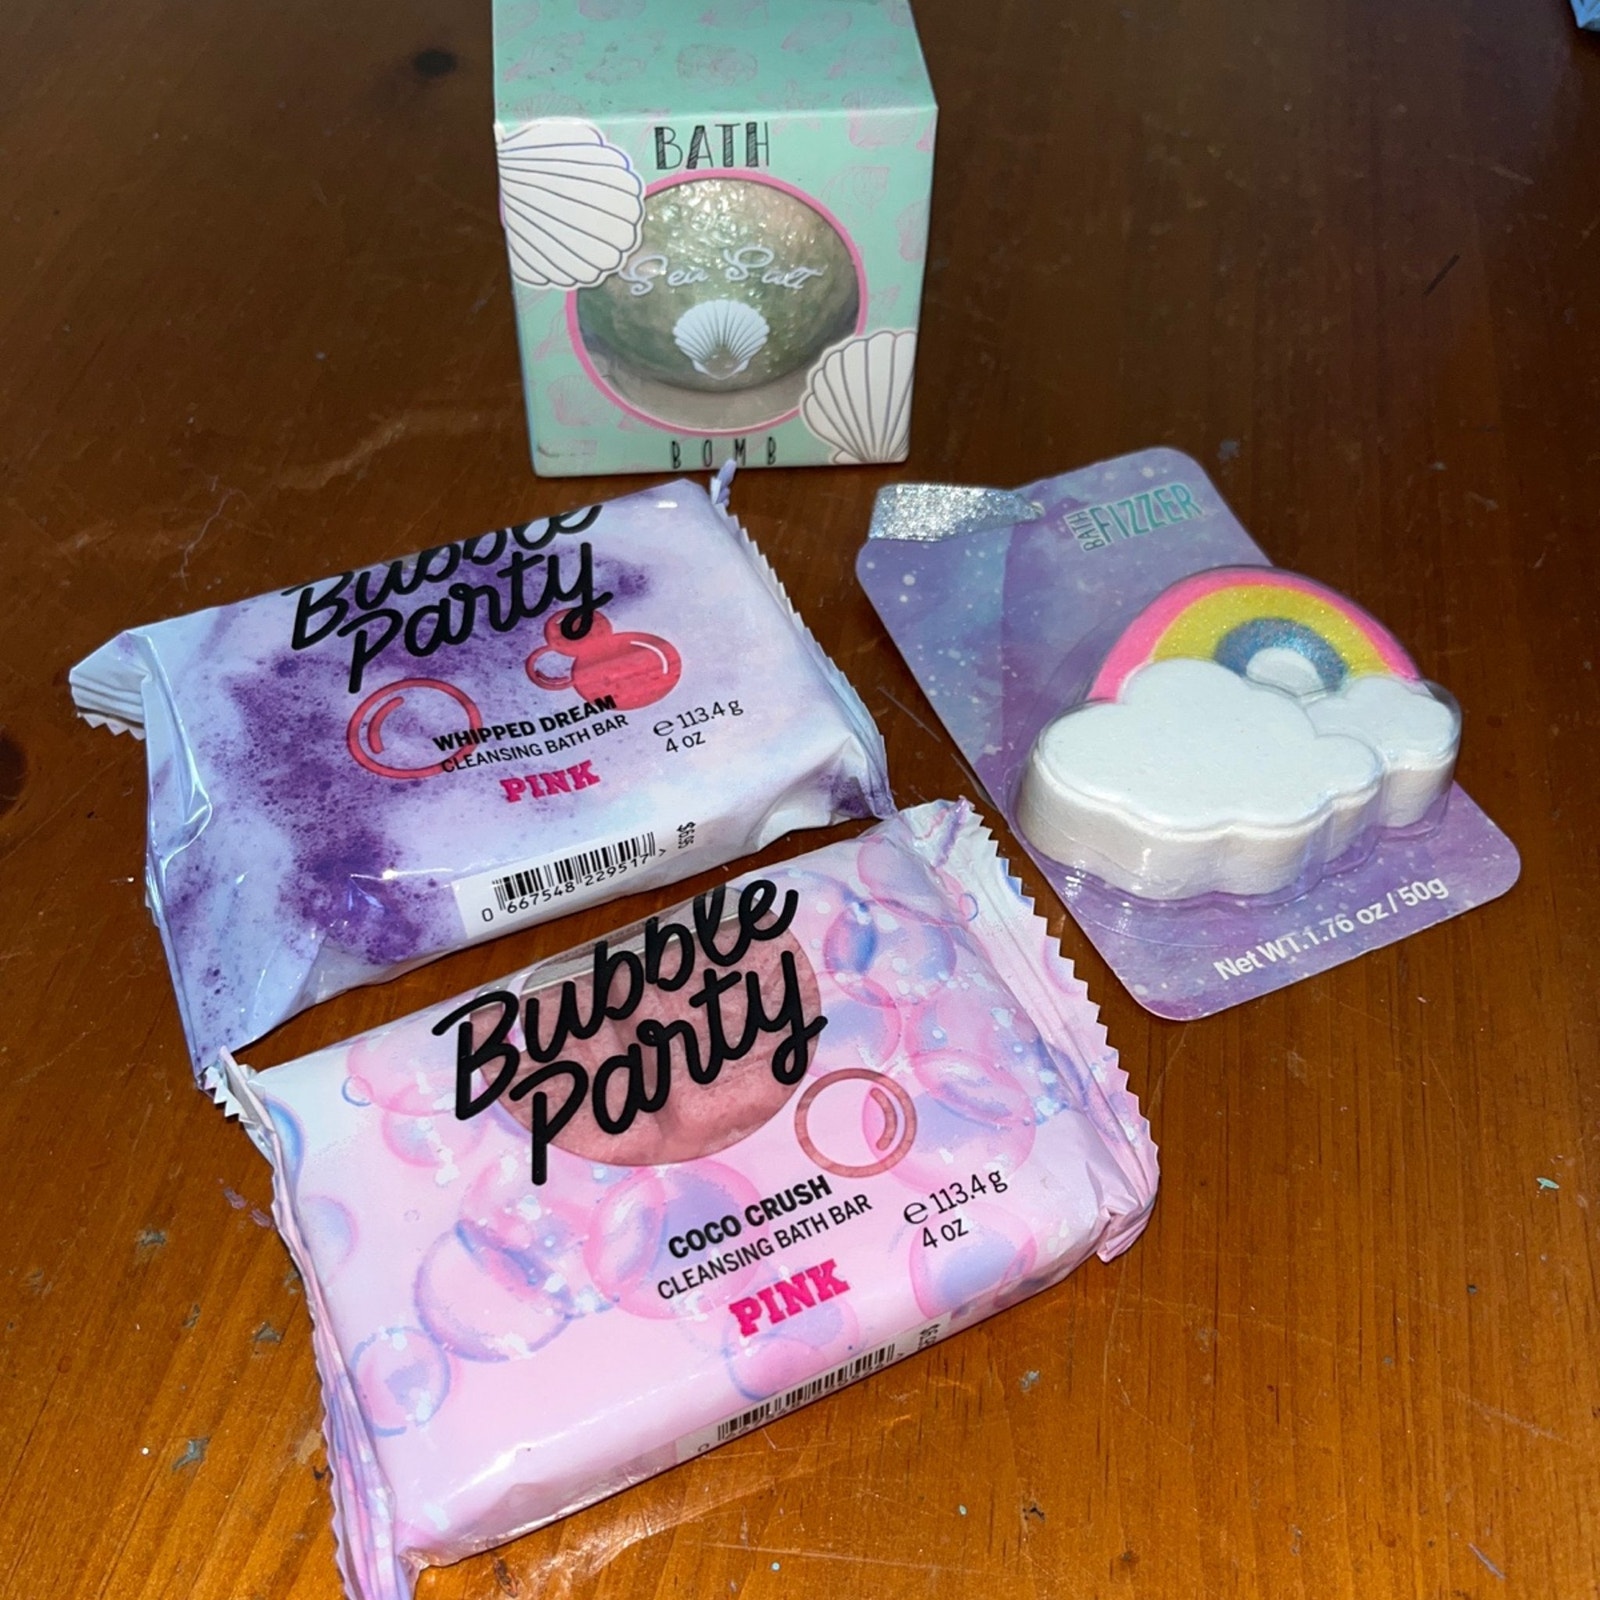 BATH
Sea Salt
BOMB
Bubble
Party
WHIPPED DREAM
CLEANSING BATH BAR
℮ 113.4 g
4 oz
PINK
$6.95
0 667548 229517 >
BATH
FIZZER
Net WT.1.76 oz / 50g
Bubble
Party
COCO CRUSH
CLEANSING BATH BAR
℮ 113.4 g
4 oz
PINK